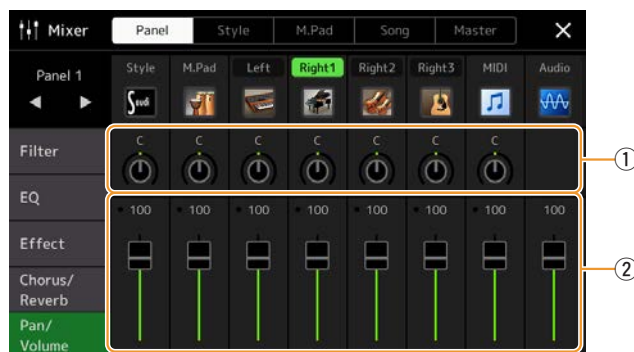 Mixer
Panel Style M.Pad Song Master ×
Panel 1
Style M.Pad Left Right1 Right2 Right3 MIDI Audio
Saudi
Filter
C C C C C C C
①
EQ
100 100 100 100 100 100 100 100
Effect
②
Chorus/
Reverb
Pan/
Volume